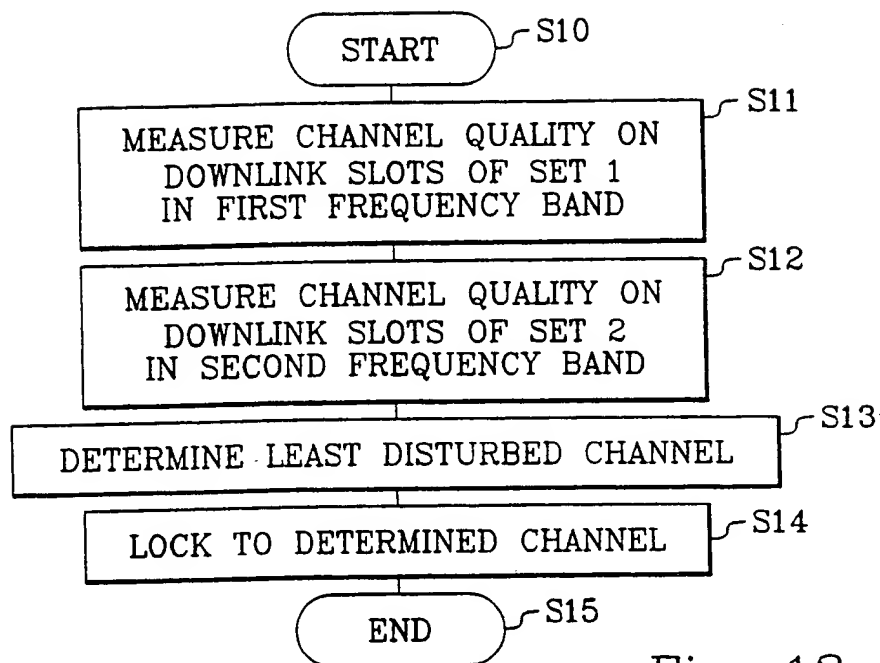 START
S10
S11
MEASURE CHANNEL QUALITY ON
DOWNLINK SLOTS OF SET 1
IN FIRST FREQUENCY BAND
S12
MEASURE CHANNEL QUALITY ON
DOWNLINK SLOTS OF SET 2
IN SECOND FREQUENCY BAND
S13
DETERMINE LEAST DISTURBED CHANNEL
S14
LOCK TO DETERMINED CHANNEL
S15
END